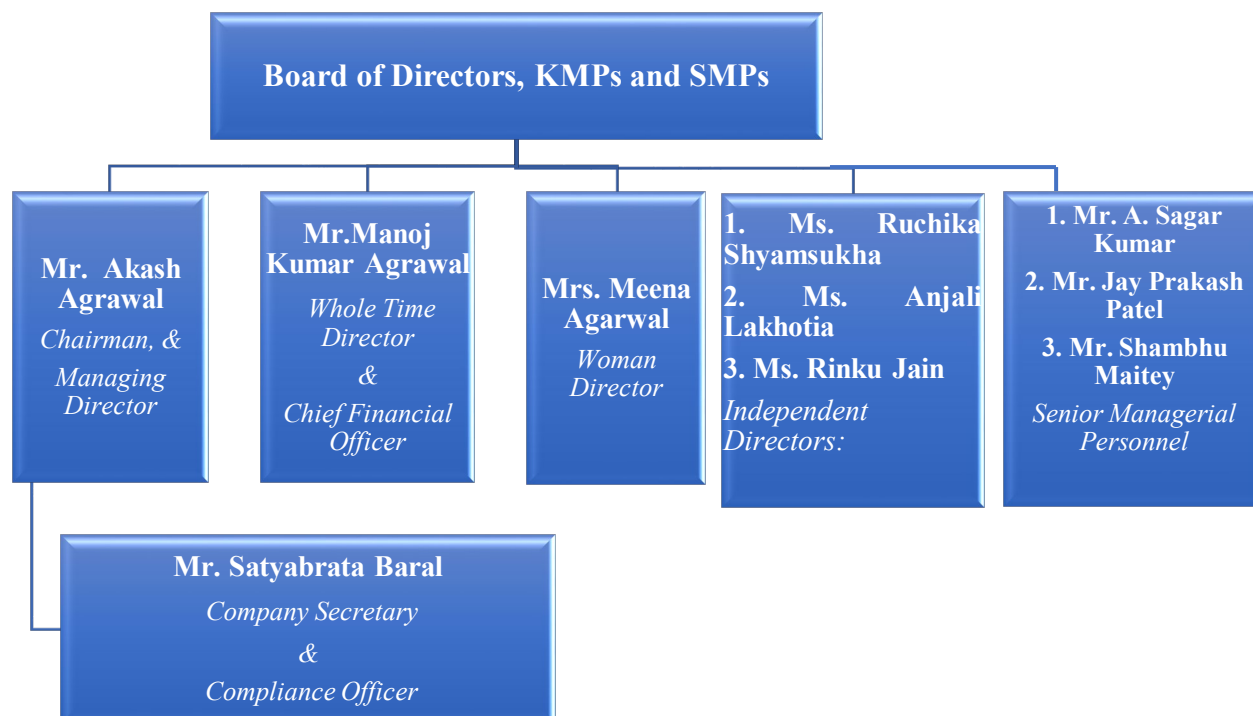 Board of Directors, KMPs and SMPs
Mr. Akash
Agrawal
Chairman, &
Managing
Director
Mr.Manoj
Kumar Agrawal
Whole Time
Director
&
Chief Financial
Officer
Mrs. Meena
Agarwal
Woman
Director
1. Ms. Ruchika
Shyamsukha
2. Ms. Anjali
Lakhotia
3. Ms. Rinku Jain
Independent
Directors:
1. Mr. A. Sagar
Kumar
2. Mr. Jay Prakash
Patel
3. Mr. Shambhu
Maitey
Senior Managerial
Personnel
Mr. Satyabrata Baral
Company Secretary
&
Compliance Officer